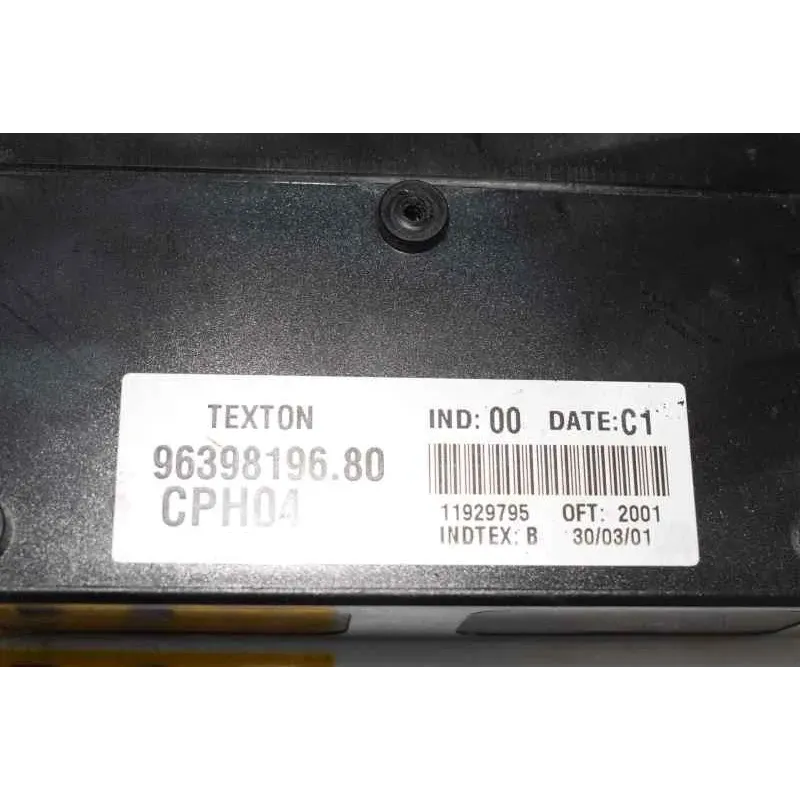 TEXTON
96398196.80
CPH04
IND: 00 DATE: C1
11929795 OFT: 2001
INDTEX: B 30/03/01